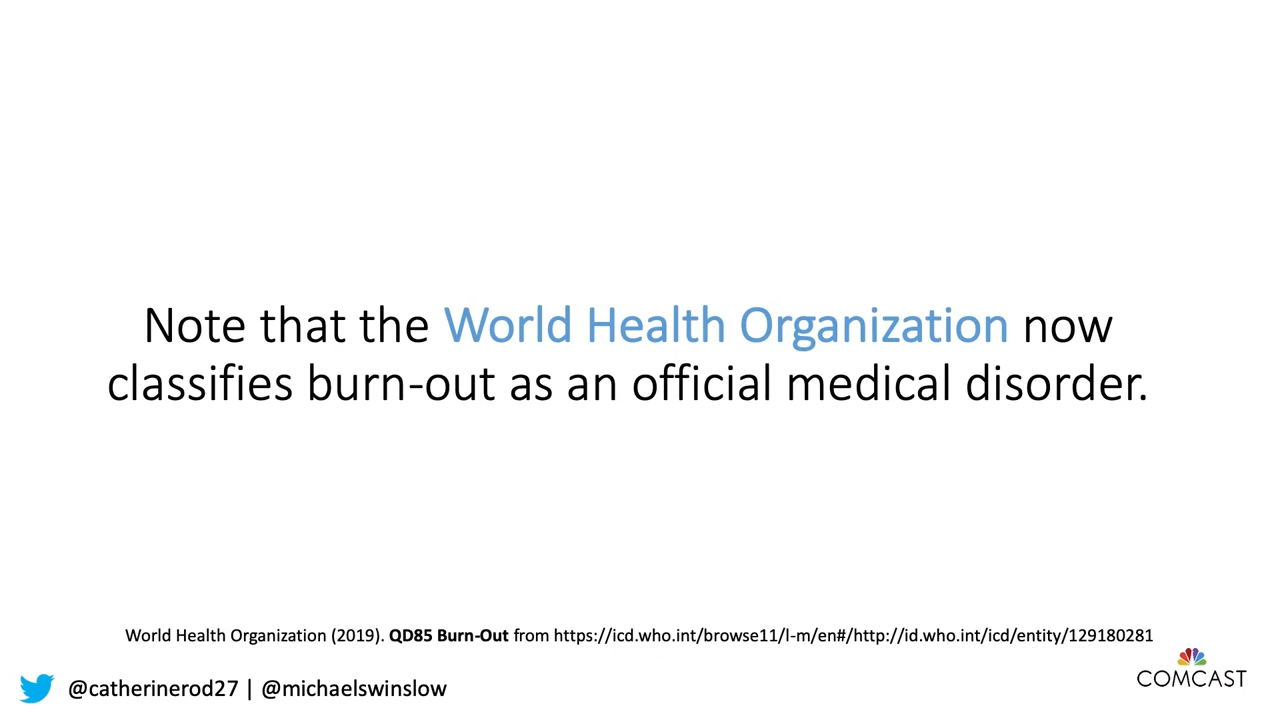 Note that the World Health Organization now
classifies burn-out as an official medical disorder.
World Health Organization (2019). QD85 Burn-Out from https://icd.who.int/browse11/l-m/en#/http://id.who.int/icd/entity/129180281
@catherinerod27 | @michaelswinslow
COMCAST